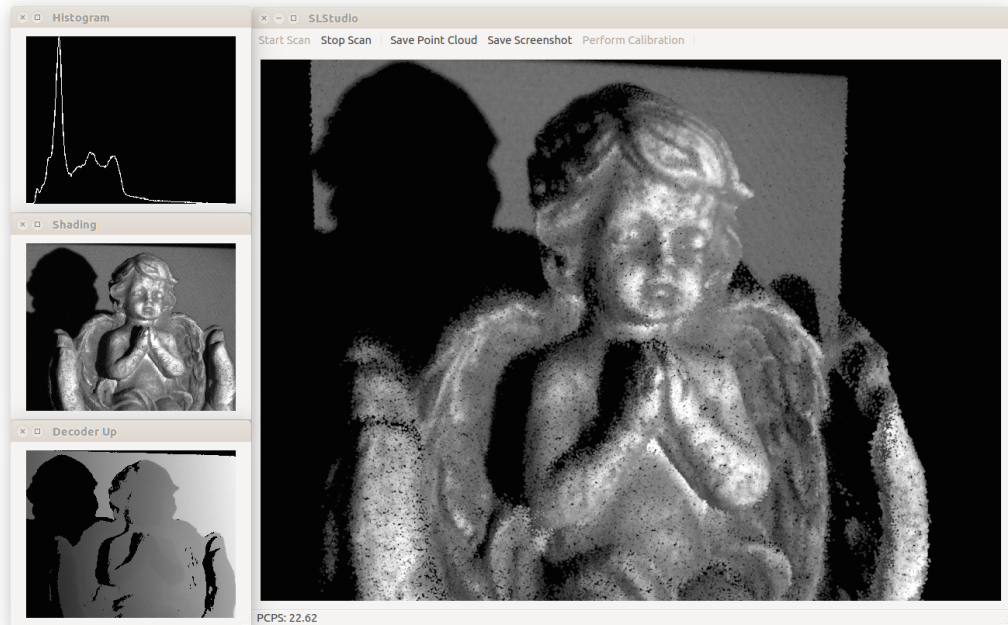 Histogram
SLStudio
Start Scan Stop Scan Save Point Cloud Save Screenshot Perform Calibration
Shading
Decoder Up
PCPS: 22.62